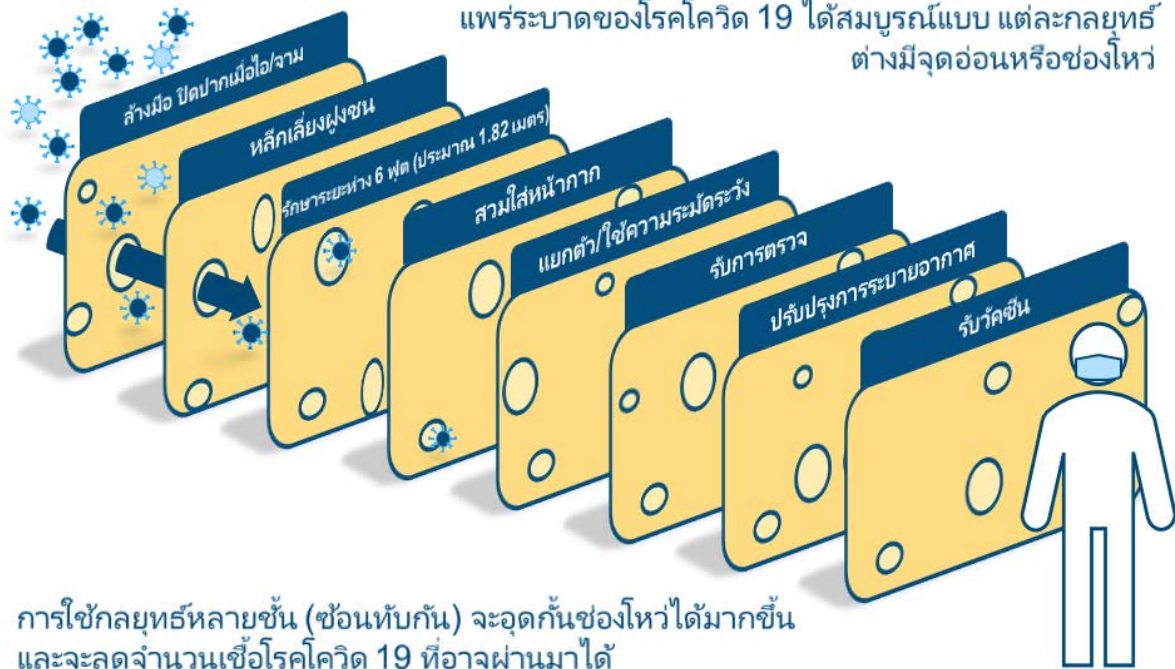 แพร่ระบาดของโรคโควิด 19 ได้สมบูรณ์แบบ แต่ละกลยุทธ์
ต่างมีจุดอ่อนหรือช่องโหว่
ล้างมือ ปิดปากเมื่อไอ/จาม
หลีกเลี่ยงฝูงชน
รักษาระยะห่าง 6 ฟุต (ประมาณ 1.82 เมตร)
สวมใส่หน้ากาก
แยกตัว/ใช้ความระมัดระวัง
รับการตรวจ
ปรับปรุงการระบายอากาศ
รับวัคซีน
การใช้กลยุทธ์หลายชั้น (ซ้อนทับกัน) จะอุดกั้นช่องโหว่ได้มากขึ้น
และจะลดจำนวนเชื้อโรคโควิด 19 ที่อาจผ่านมาได้